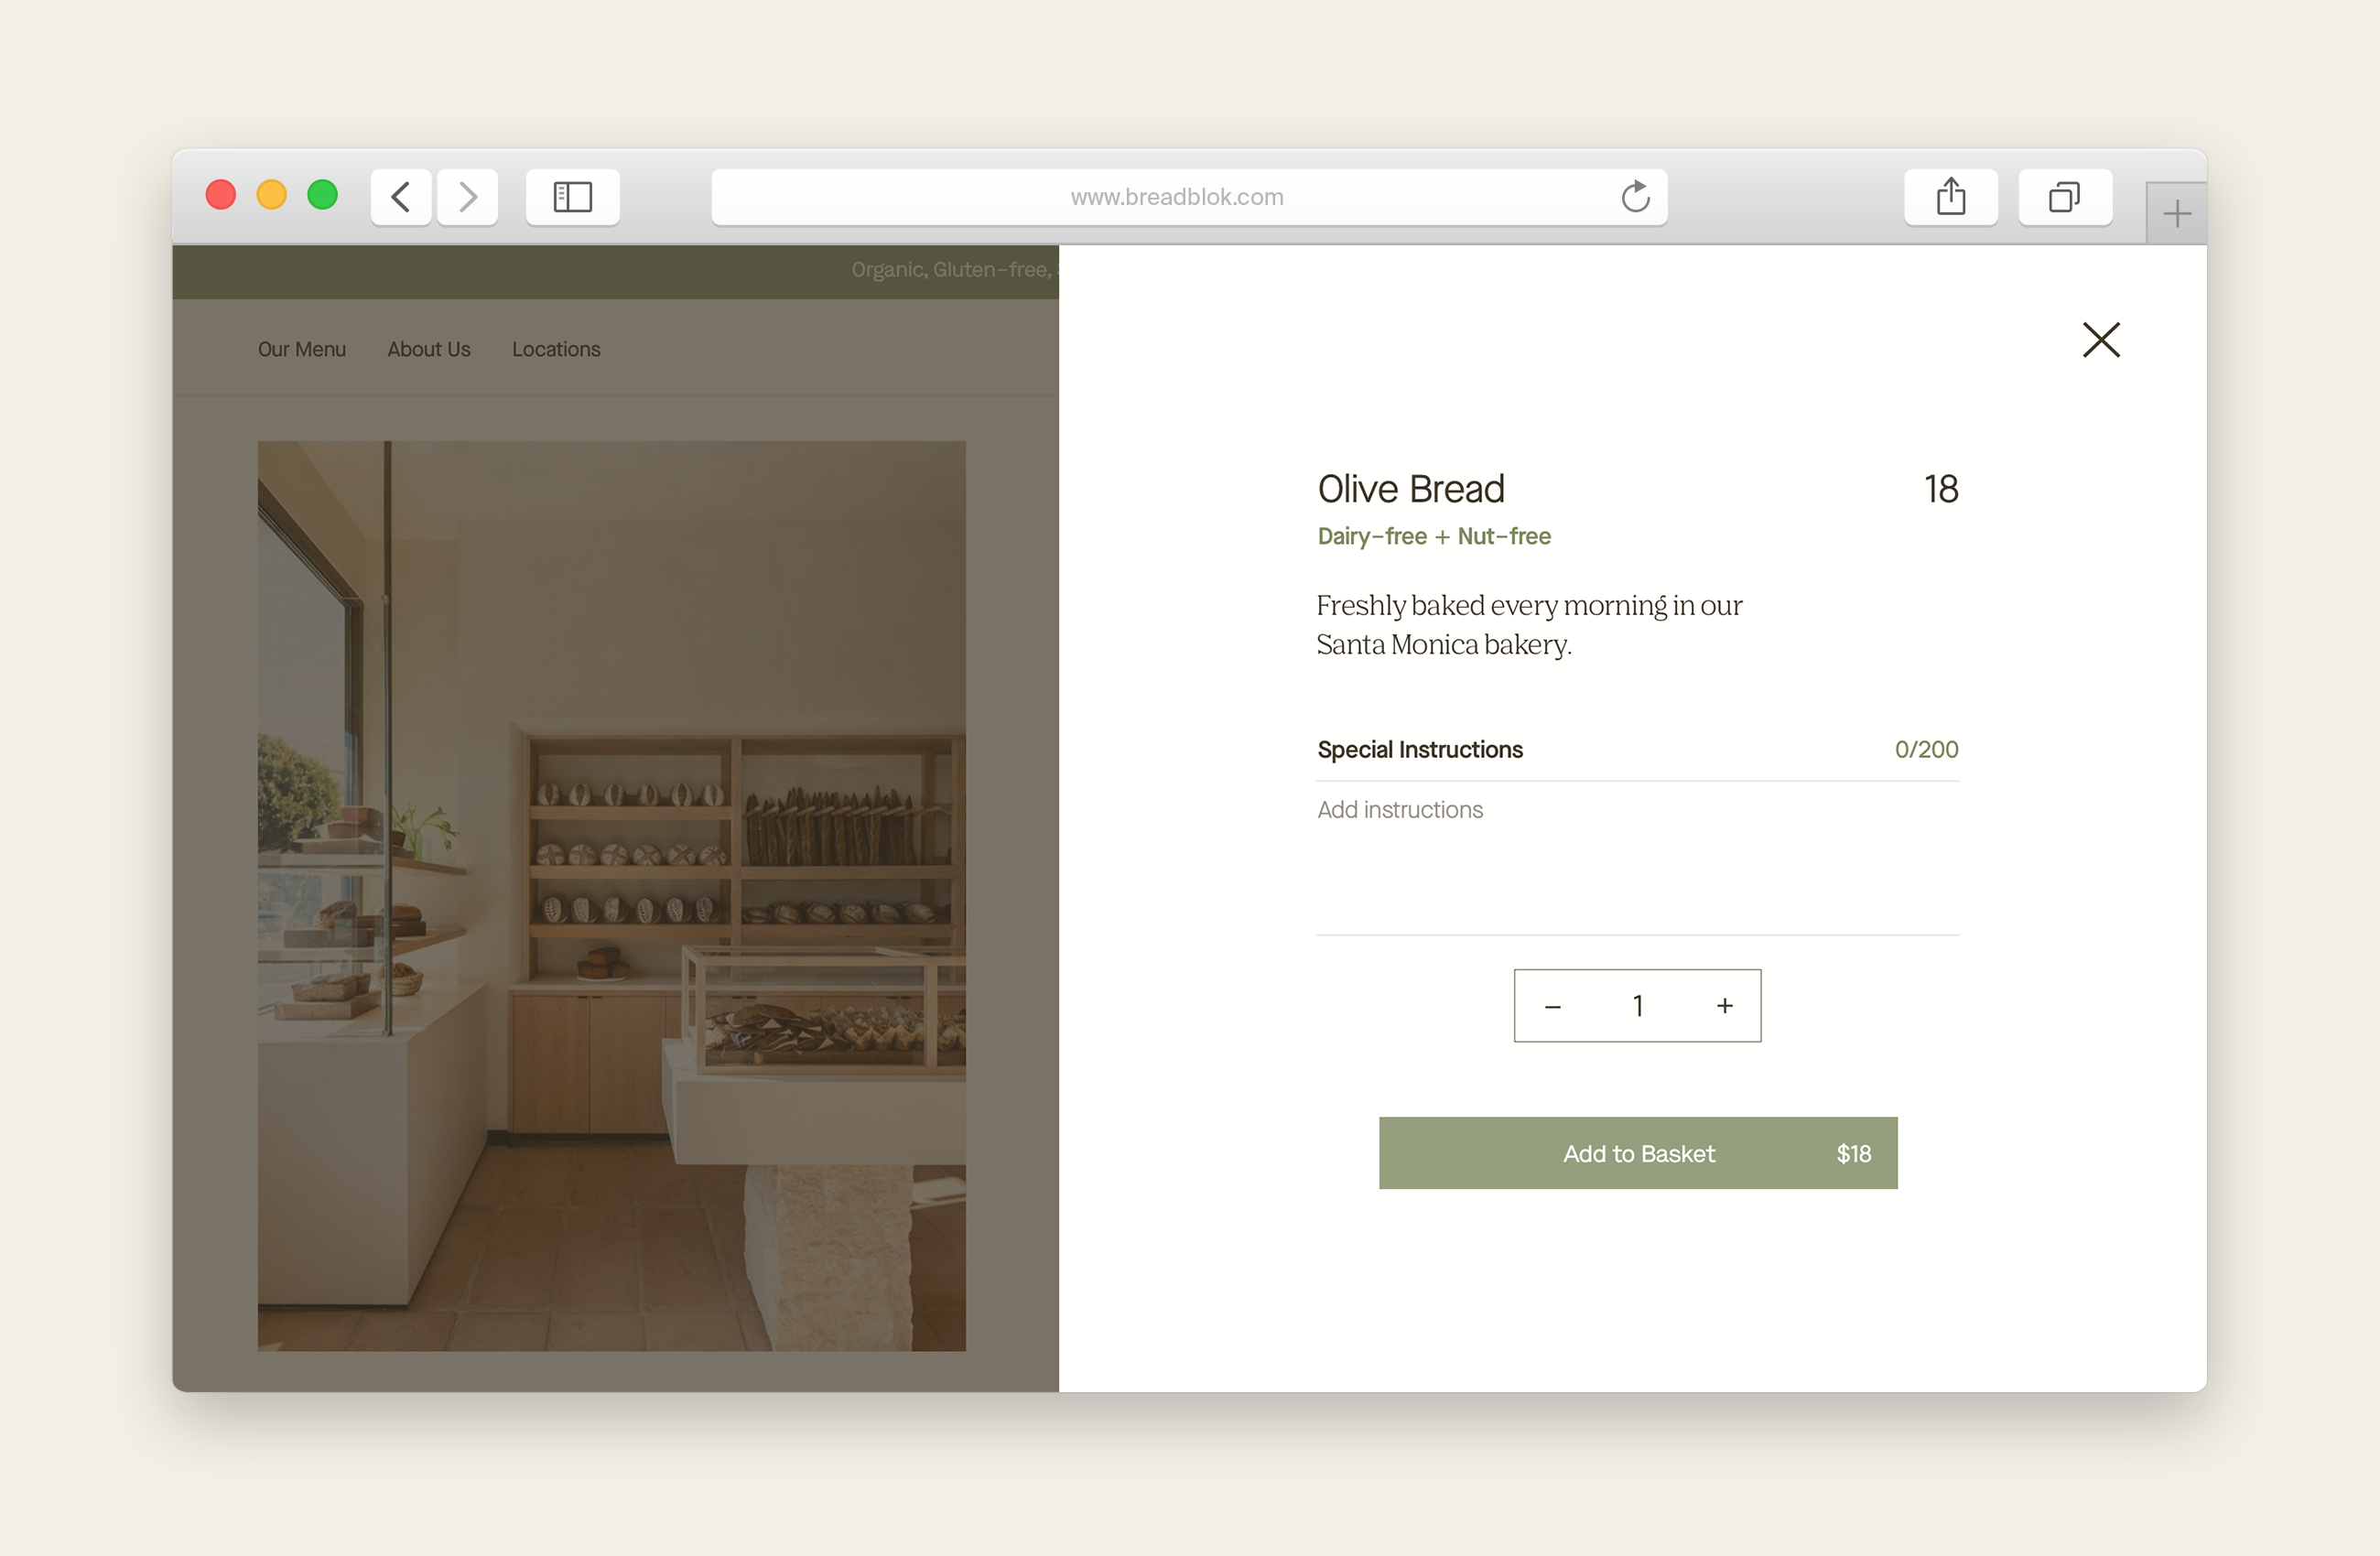 www.breadblok.com
Organic, Gluten-free,
Our Menu About Us Locations
Olive Bread 18
Dairy-free + Nut-free
Freshly baked every morning in our
Santa Monica bakery.
Special Instructions 0/200
Add instructions
− 1 +
Add to Basket $18